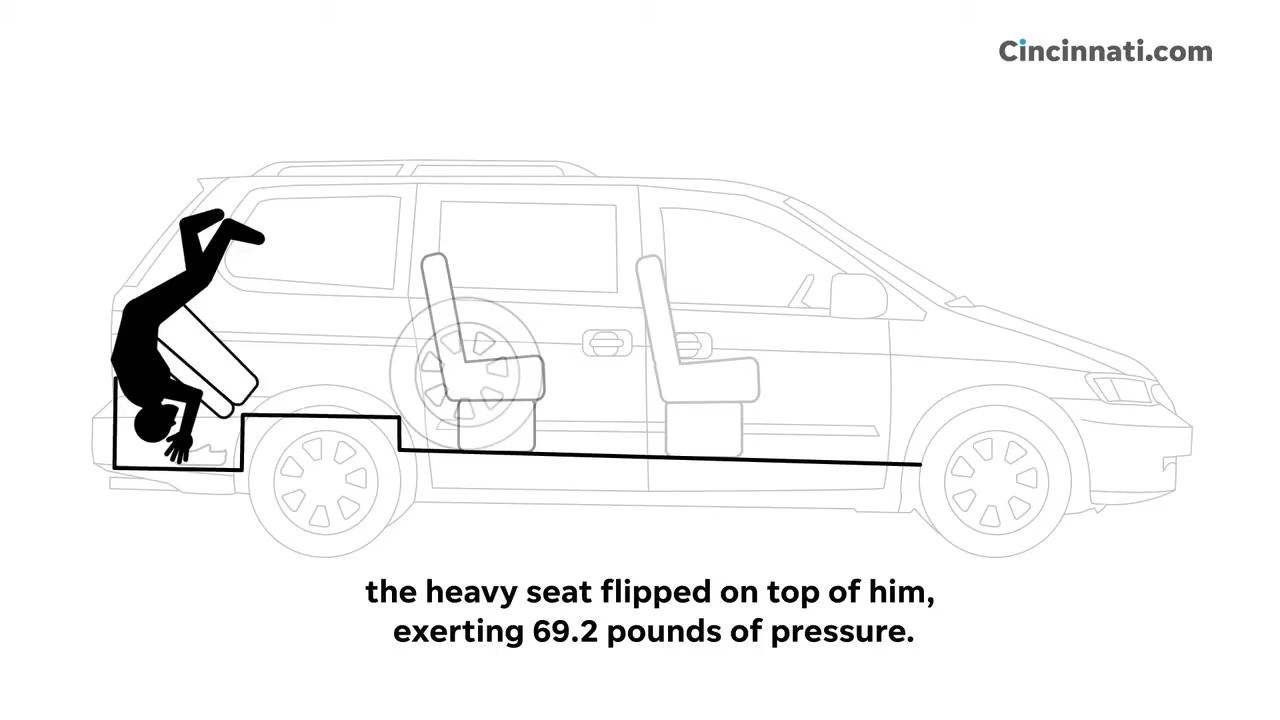 Cincinnati.com
the heavy seat flipped on top of him,
exerting 69.2 pounds of pressure.